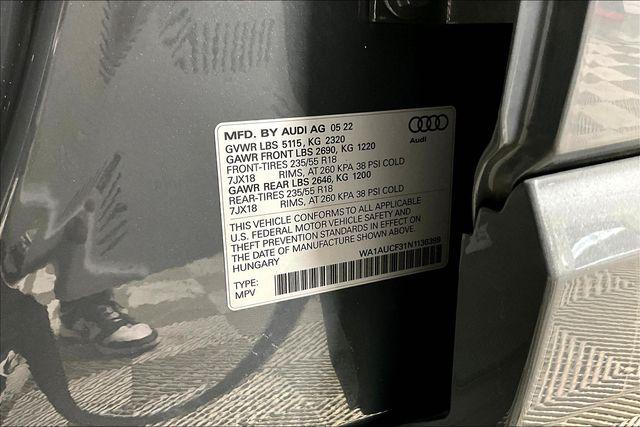 MFD. BY AUDI AG 05 22
GVWR LBS 5115, KG 2320
GAWR FRONT LBS 2690, KG 1220
FRONT-TIRES 235/55 R18
7JX18 RIMS, AT 260 KPA 38 PSI COLD
GAWR REAR LBS 2646, KG 1200
REAR-TIRES 235/55 R18
7JX18 RIMS, AT 260 KPA 38 PSI COLD
Audi
THIS VEHICLE CONFORMS TO ALL APPLICABLE
U.S. FEDERAL MOTOR VEHICLE SAFETY AND
THEFT PREVENTION STANDARDS IN EFFECT ON
THE DATE OF MANUFACTURE SHOWN ABOVE.
HUNGARY
WA1AUCF31N1136399
TYPE:
MPV